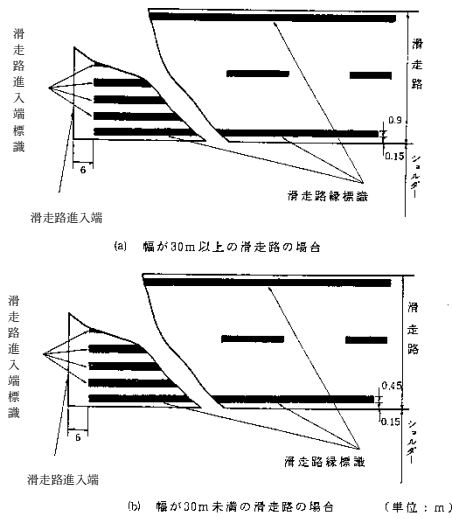 滑走路進入端標識
滑走路
0.9
0.15
ショルダー
6
滑走路縁標識
滑走路進入端
(a) 幅が30m以上の滑走路の場合
滑走路進入端標識
滑走路
0.45
0.15
ショルダー
6
滑走路縁標識
滑走路進入端
(b) 幅が30m未満の滑走路の場合 (単位：m)